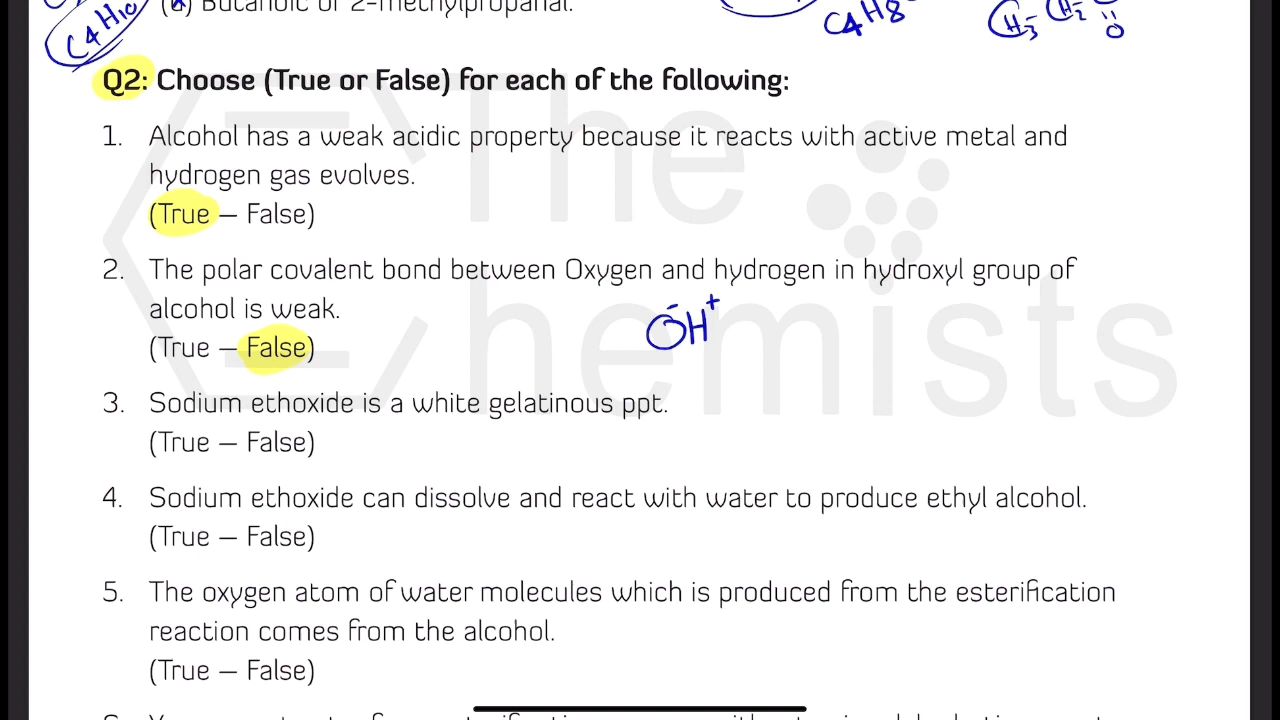 C4H10
(d) Butanoic or 2-methylpropanal.
C4H8
CH3 CH2
O
Q2: Choose (True or False) for each of the following:
1. Alcohol has a weak acidic property because it reacts with active metal and
hydrogen gas evolves.
(True – False)
2. The polar covalent bond between Oxygen and hydrogen in hydroxyl group of
alcohol is weak.
(True – False)
O⁻H⁺
3. Sodium ethoxide is a white gelatinous ppt.
(True – False)
4. Sodium ethoxide can dissolve and react with water to produce ethyl alcohol.
(True – False)
5. The oxygen atom of water molecules which is produced from the esterification
reaction comes from the alcohol.
(True – False)
The
Chemists